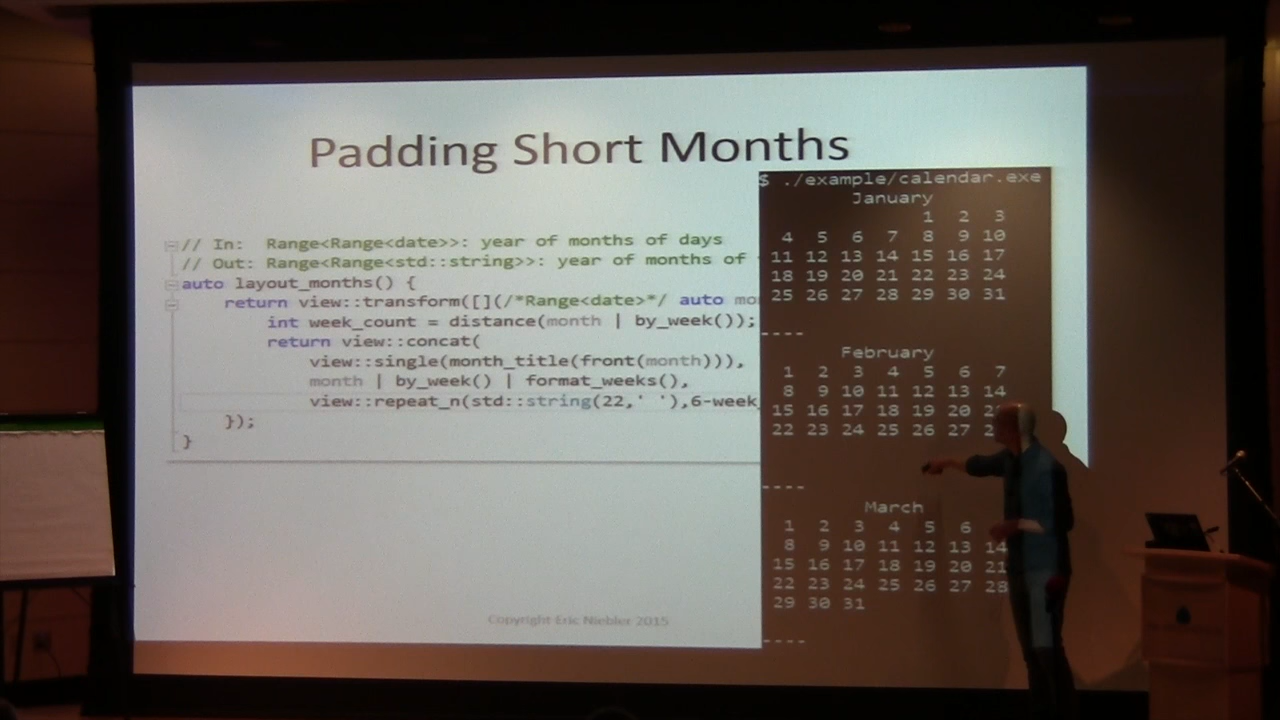 Padding Short Months
// In:  Range<Range<date>>: year of months of days
// Out: Range<Range<std::string>>: year of months of
auto layout_months() {
return view::transform([](/*Range<date>*/ auto mo
int week_count = distance(month | by_week());
return view::concat(
view::single(month_title(front(month))),
month | by_week() | format_weeks(),
view::repeat_n(std::string(22,' '),6-week
});
}
Copyright Eric Niebler 2015
$ ./example/calendar.exe
January
1 2 3
4 5 6 7 8 9 10
11 12 13 14 15 16 17
18 19 20 21 22 23 24
25 26 27 28 29 30 31
----
February
1 2 3 4 5 6 7
8 9 10 11 12 13 14
15 16 17 18 19 20
22 23 24 25 26 27
----
March
1 2 3 4 5 6
8 9 10 11 12 13 14
15 16 17 18 19 20 21
22 23 24 25 26 27 28
29 30 31
----